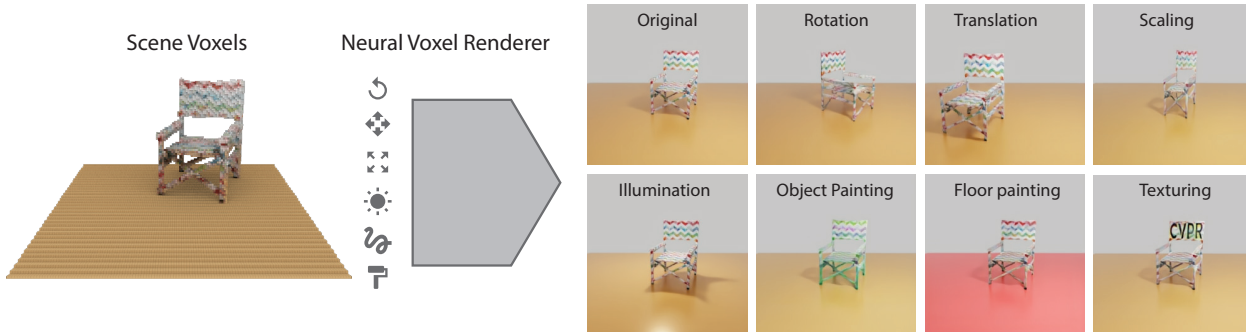 Scene Voxels
Neural Voxel Renderer
Original
Rotation
Translation
Scaling
Illumination
Object Painting
Floor painting
Texturing
CVPR